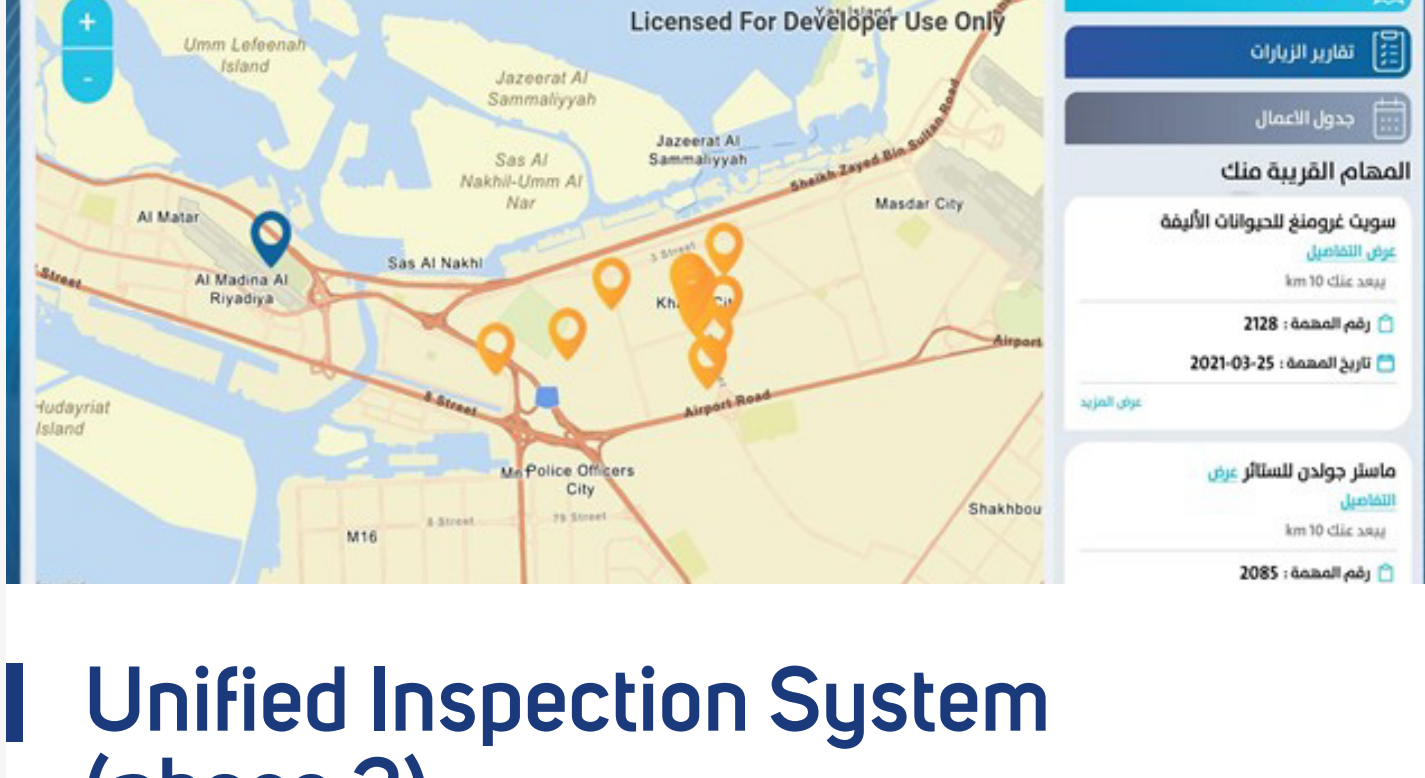 +
-
Licensed For Developer Use Only
Yas Island
Umm Lefeenah
Island
Jazeerat Al
Sammaliyyah
Jazeerat Al
Sammaliyyah
Sas Al
Nakhil-Umm Al
Nar
Sheikh Zayed Bin Sultan Road
Masdar City
Al Matar
Sas Al Nakhl
3 Street
Street
Al Madina Al
Riyadiya
Airport
8 Street
Airport Road
Hudayriat
Island
Police Officers
City
Shakhbou
8 Street
79 Street
M16
تقارير الزيارات
جدول الاعمال
المهام القريبة منك
سويت غرومنغ للحيوانات الأليفة
عرض التفاصيل
يبعد عنك 10 km
رقم المهمة : 2128
تاريخ المهمة : 25-03-2021
عرض المزيد
ماستر جولدن للستائر عرض
التفاصيل
يبعد عنك 10 km
رقم المهمة : 2085
Unified Inspection System